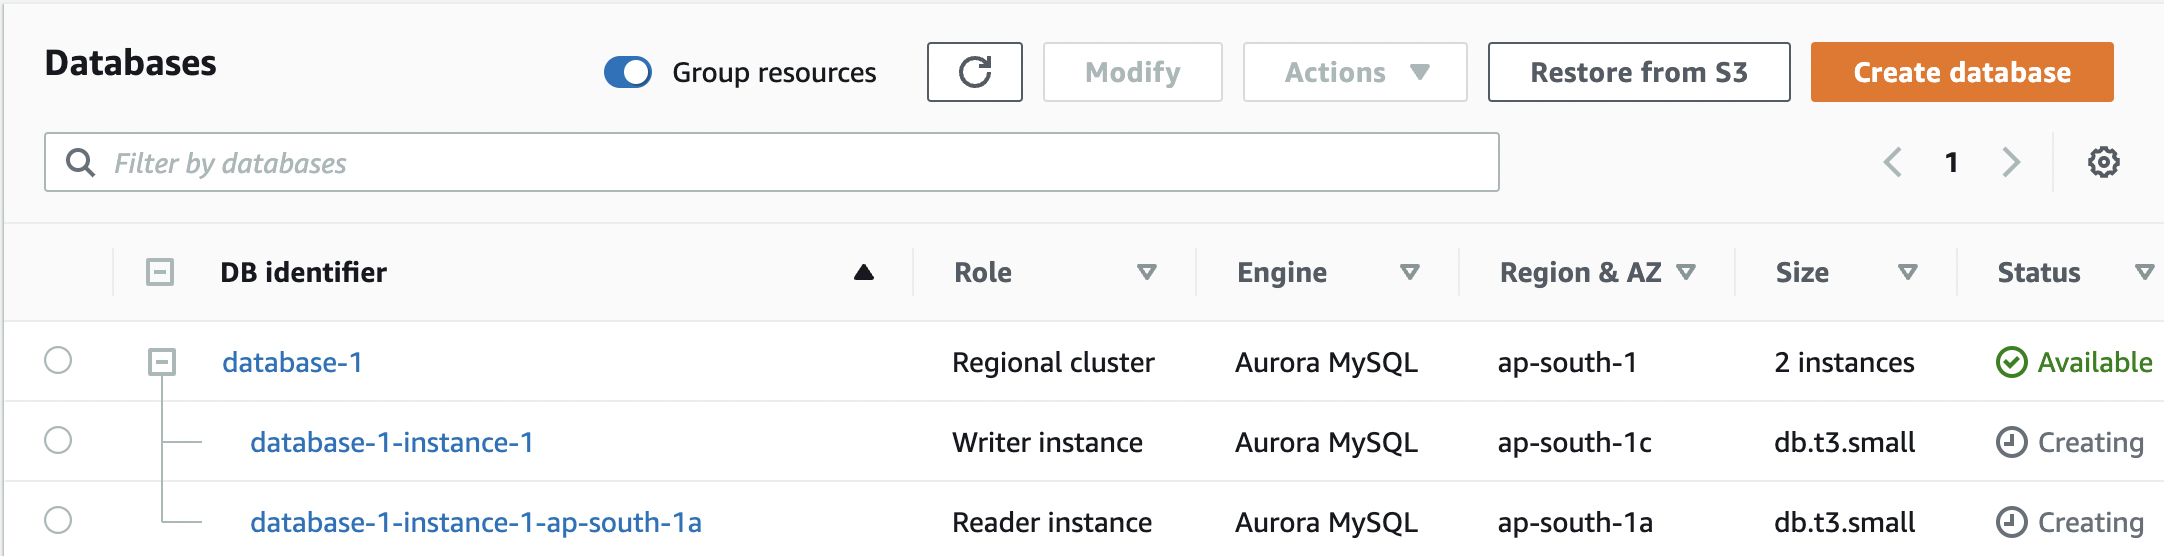 Databases
Group resources
Modify
Actions
Restore from S3
Create database
Filter by databases
1
DB identifier Role Engine Region & AZ Size Status
database-1 Regional cluster Aurora MySQL ap-south-1 2 instances Available
database-1-instance-1 Writer instance Aurora MySQL ap-south-1c db.t3.small Creating
database-1-instance-1-ap-south-1a Reader instance Aurora MySQL ap-south-1a db.t3.small Creating